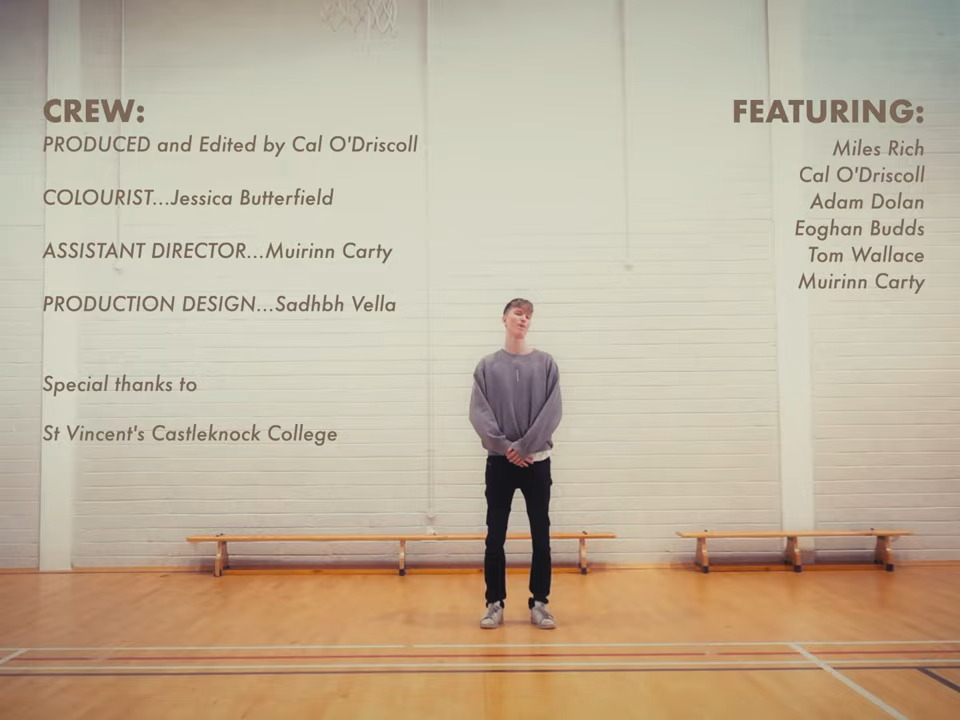 CREW:
PRODUCED and Edited by Cal O'Driscoll
COLOURIST...Jessica Butterfield
ASSISTANT DIRECTOR...Muirinn Carty
PRODUCTION DESIGN...Sadhbh Vella
Special thanks to
St Vincent's Castleknock College
FEATURING:
Miles Rich
Cal O'Driscoll
Adam Dolan
Eoghan Budds
Tom Wallace
Muirinn Carty